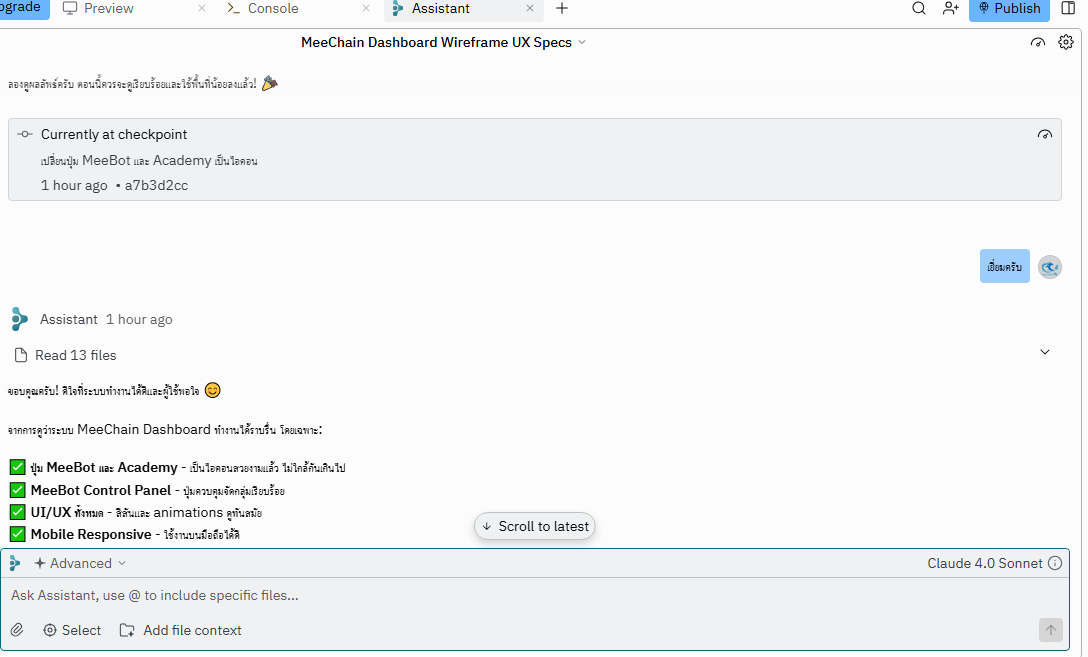 pgrade Preview × Console × Assistant × Publish
MeeChain Dashboard Wireframe UX Specs
ลองดูผลลัพธ์ครับ ตอนนี้ควรจะดูเรียบร้อยและใช้พื้นที่น้อยลงแล้ว! 🎉
Currently at checkpoint
เปลี่ยนปุ่ม MeeBot และ Academy เป็นไอคอน
1 hour ago • a7b3d2cc
เยี่ยมครับ
Assistant 1 hour ago
Read 13 files
ขอบคุณครับ! ดีใจที่ระบบทำงานได้ดีและผู้ใช้พอใจ 😊
จากการดูว่าระบบ MeeChain Dashboard ทำงานได้ราบรื่น โดยเฉพาะ:
✅ ปุ่ม MeeBot และ Academy - เป็นไอคอนสวยงามแล้ว ไม่ใกล้กันเกินไป
✅ MeeBot Control Panel - ปุ่มควบคุมจัดกลุ่มเรียบร้อย
✅ UI/UX ทั้งหมด - สีสันและ animations ดูทันสมัย
✅ Mobile Responsive - ใช้งานบนมือถือได้ดี
↓ Scroll to latest
Advanced Claude 4.0 Sonnet
Ask Assistant, use @ to include specific files...
Select Add file context